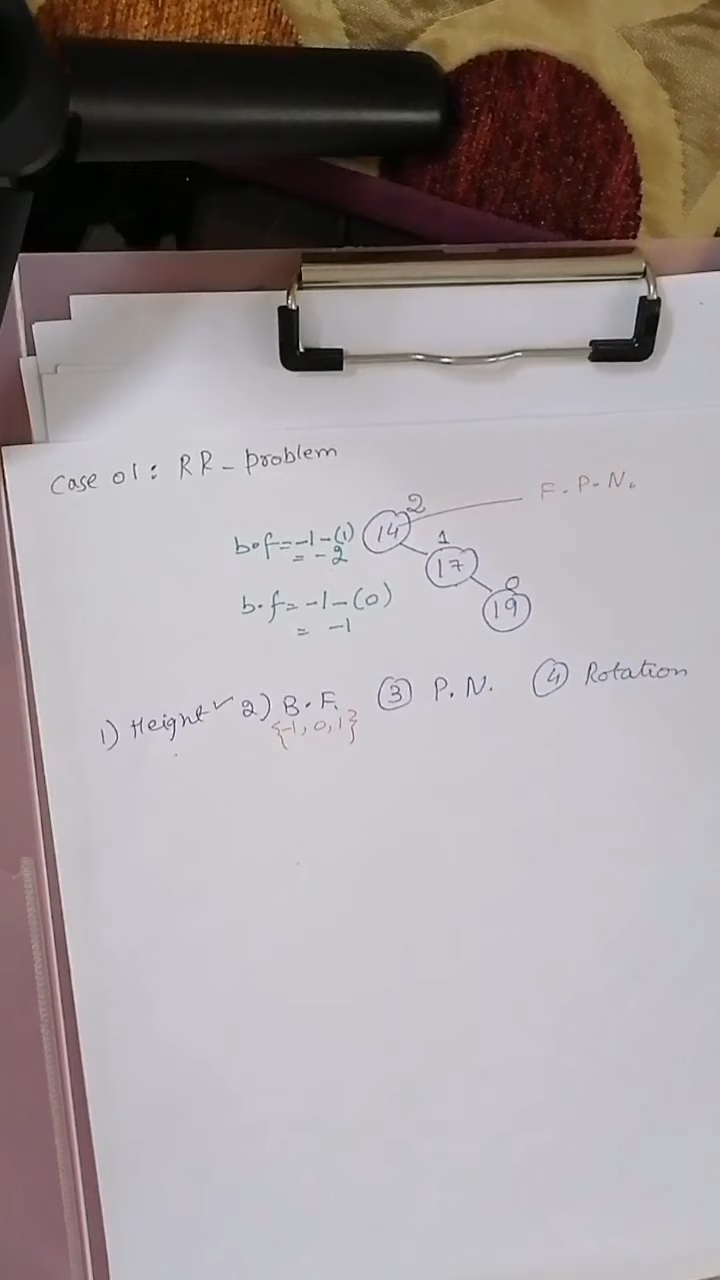 Case 01: RR - problem
2
F. P. N.
b.f = -1 - (1)
= -2
14
1
17
b.f = -1 - (0)
= -1
0
19
1) Height ✓ 2) B.F. ③ P.N. ④ Rotation
{-1, 0, 1}